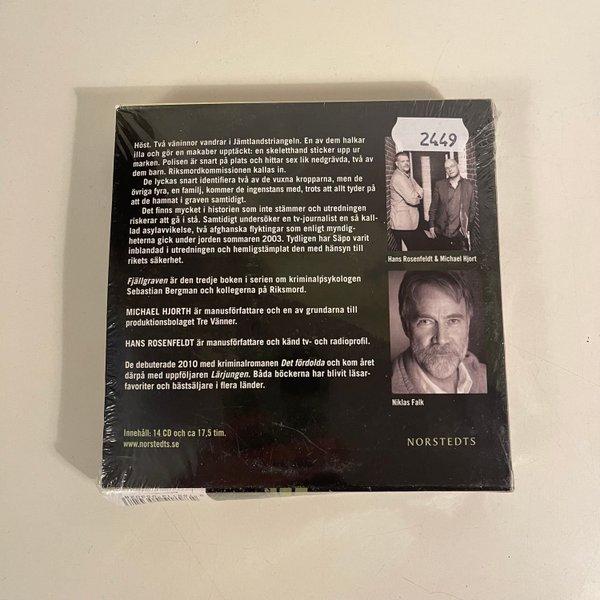 Höst. Två väninnor vandrar i Jämtlandstriangeln. En av dem halkar
illa och gör en makaber upptäckt: en skeletthand sticker upp ur
marken. Polisen är snart på plats och hittar sex lik nedgrävda, två av
dem barn. Riksmordkommissionen kallas in.
De lyckas snart identifiera två av de vuxna kropparna, men de
övriga fyra, en familj, kommer de ingenstans med, trots att allt tyder på
att de hamnat i graven samtidigt.
Det finns mycket i historien som inte stämmer och utredningen
riskerar att gå i stå. Samtidigt undersöker en tv-journalist en så kal-
lad asylavvikelse, två afghanska flyktingar som enligt myndig-
heterna gick under jorden sommaren 2003. Tydligen har Säpo varit
inblandad i utredningen och hemligstämplat den med hänsyn till
rikets säkerhet.
Fjällgraven är den tredje boken i serien om kriminalpsykologen
Sebastian Bergman och kollegerna på Riksmord.
MICHAEL HJORTH är manusförfattare och en av grundarna till
produktionsbolaget Tre Vänner.
HANS ROSENFELDT är manusförfattare och känd tv- och radioprofil.
De debuterade 2010 med kriminalromanen Det fördolda och kom året
därpå med uppföljaren Lärjungen. Båda böckerna har blivit läsar-
favoriter och bästsäljare i flera länder.
Innehåll: 14 CD och ca 17,5 tim.
www.norstedts.se
2449
Hans Rosenfeldt & Michael Hjort
Niklas Falk
NORSTEDTS